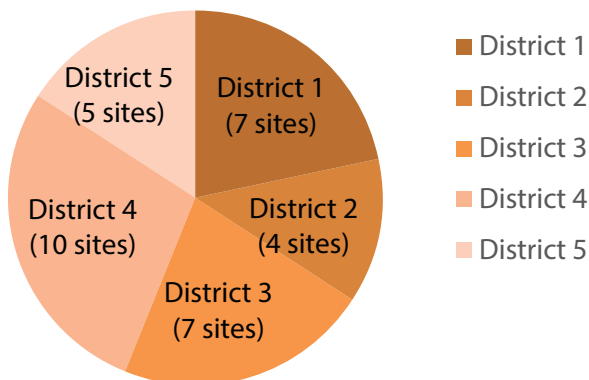 District 1
(7 sites)
District 2
(4 sites)
District 3
(7 sites)
District 4
(10 sites)
District 5
(5 sites)
District 1
District 2
District 3
District 4
District 5